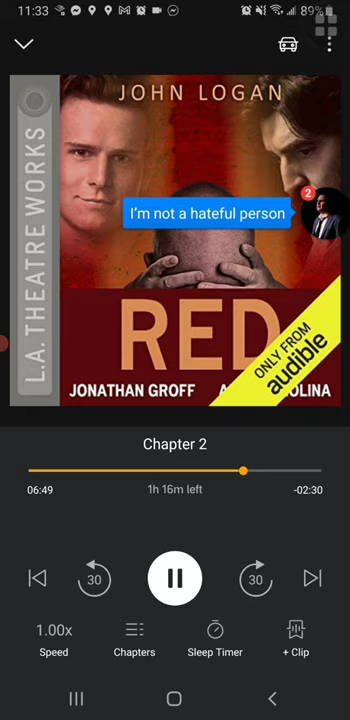 11:33
89%
JOHN LOGAN
L.A. THEATRE WORKS
2
I'm not a hateful person
RED
ONLY FROM
audible
JONATHAN GROFF
OLINA
Chapter 2
06:49
1h 16m left
-02:30
30
30
1.00x
Speed
Chapters
Sleep Timer
+ Clip